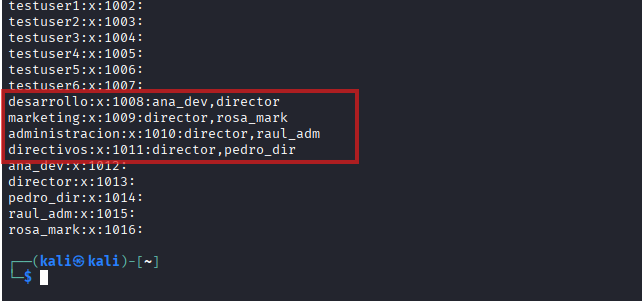 testuser1:x:1002:
testuser2:x:1003:
testuser3:x:1004:
testuser4:x:1005:
testuser5:x:1006:
testuser6:x:1007:
desarrollo:x:1008:ana_dev,director
marketing:x:1009:director,rosa_mark
administracion:x:1010:director,raul_adm
directivos:x:1011:director,pedro_dir
ana_dev:x:1012:
director:x:1013:
pedro_dir:x:1014:
raul_adm:x:1015:
rosa_mark:x:1016:
┌──(kali㉿kali)-[~]
└─$